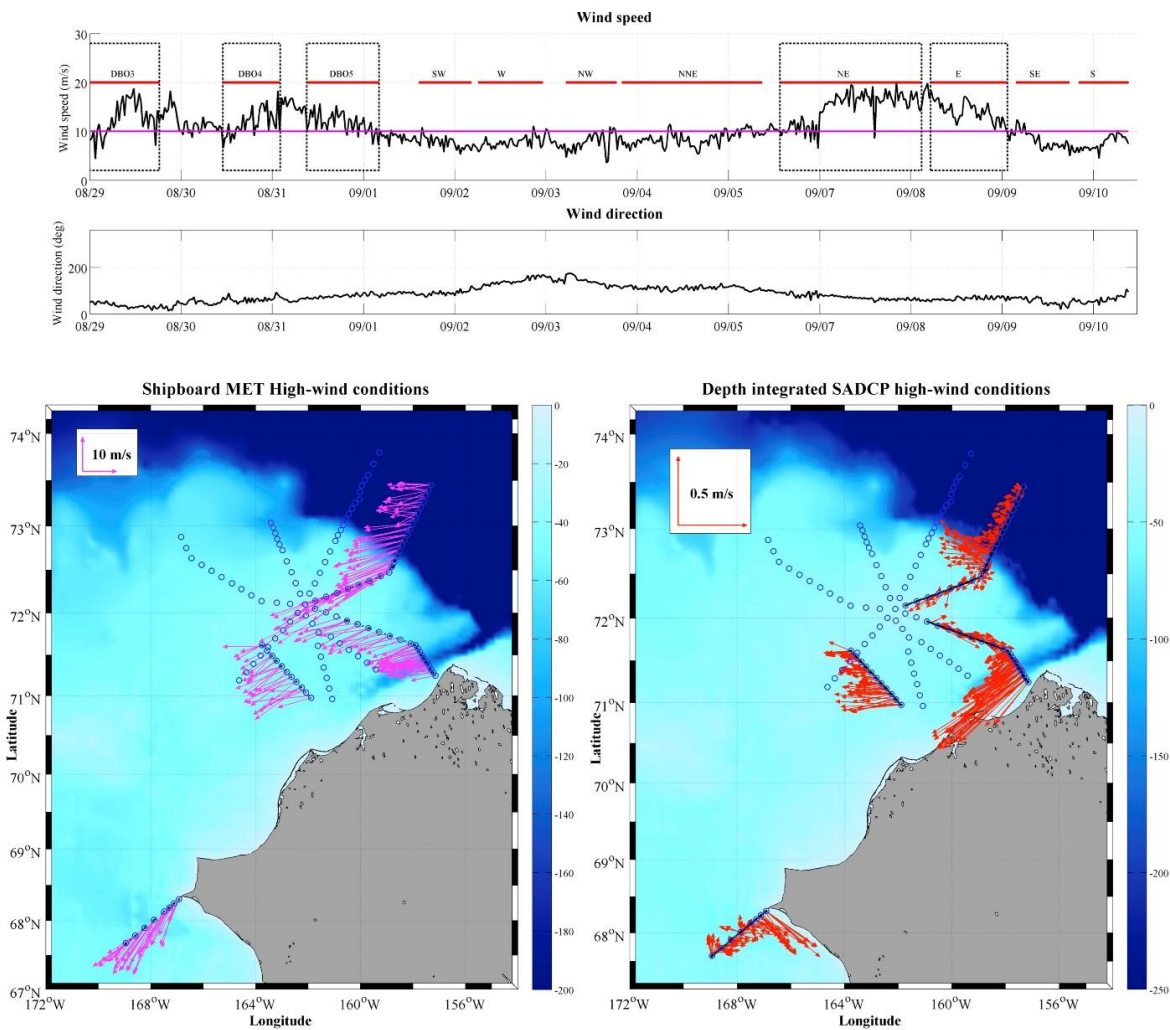 Wind speed
Wind speed (m/s)
30
20
10
0
DBO3 DBO4 DBO5 SW W NW NNE NE E SE S
08/29 08/30 08/31 09/01 09/02 09/03 09/04 09/05 09/07 09/08 09/09 09/10
Wind direction
Wind direction (deg)
200
0
08/29 08/30 08/31 09/01 09/02 09/03 09/04 09/05 09/07 09/08 09/09 09/10
Shipboard MET High-wind conditions
10 m/s
Latitude
74°N
73°N
72°N
71°N
70°N
69°N
68°N
67°N
172°W 168°W 164°W 160°W 156°W
Longitude
0
-20
-40
-60
-80
-100
-120
-140
-160
-180
-200
Depth integrated SADCP high-wind conditions
0.5 m/s
Latitude
74°N
73°N
72°N
71°N
70°N
69°N
68°N
67°N
172°W 168°W 164°W 160°W 156°W
Longitude
0
-50
-100
-150
-200
-250